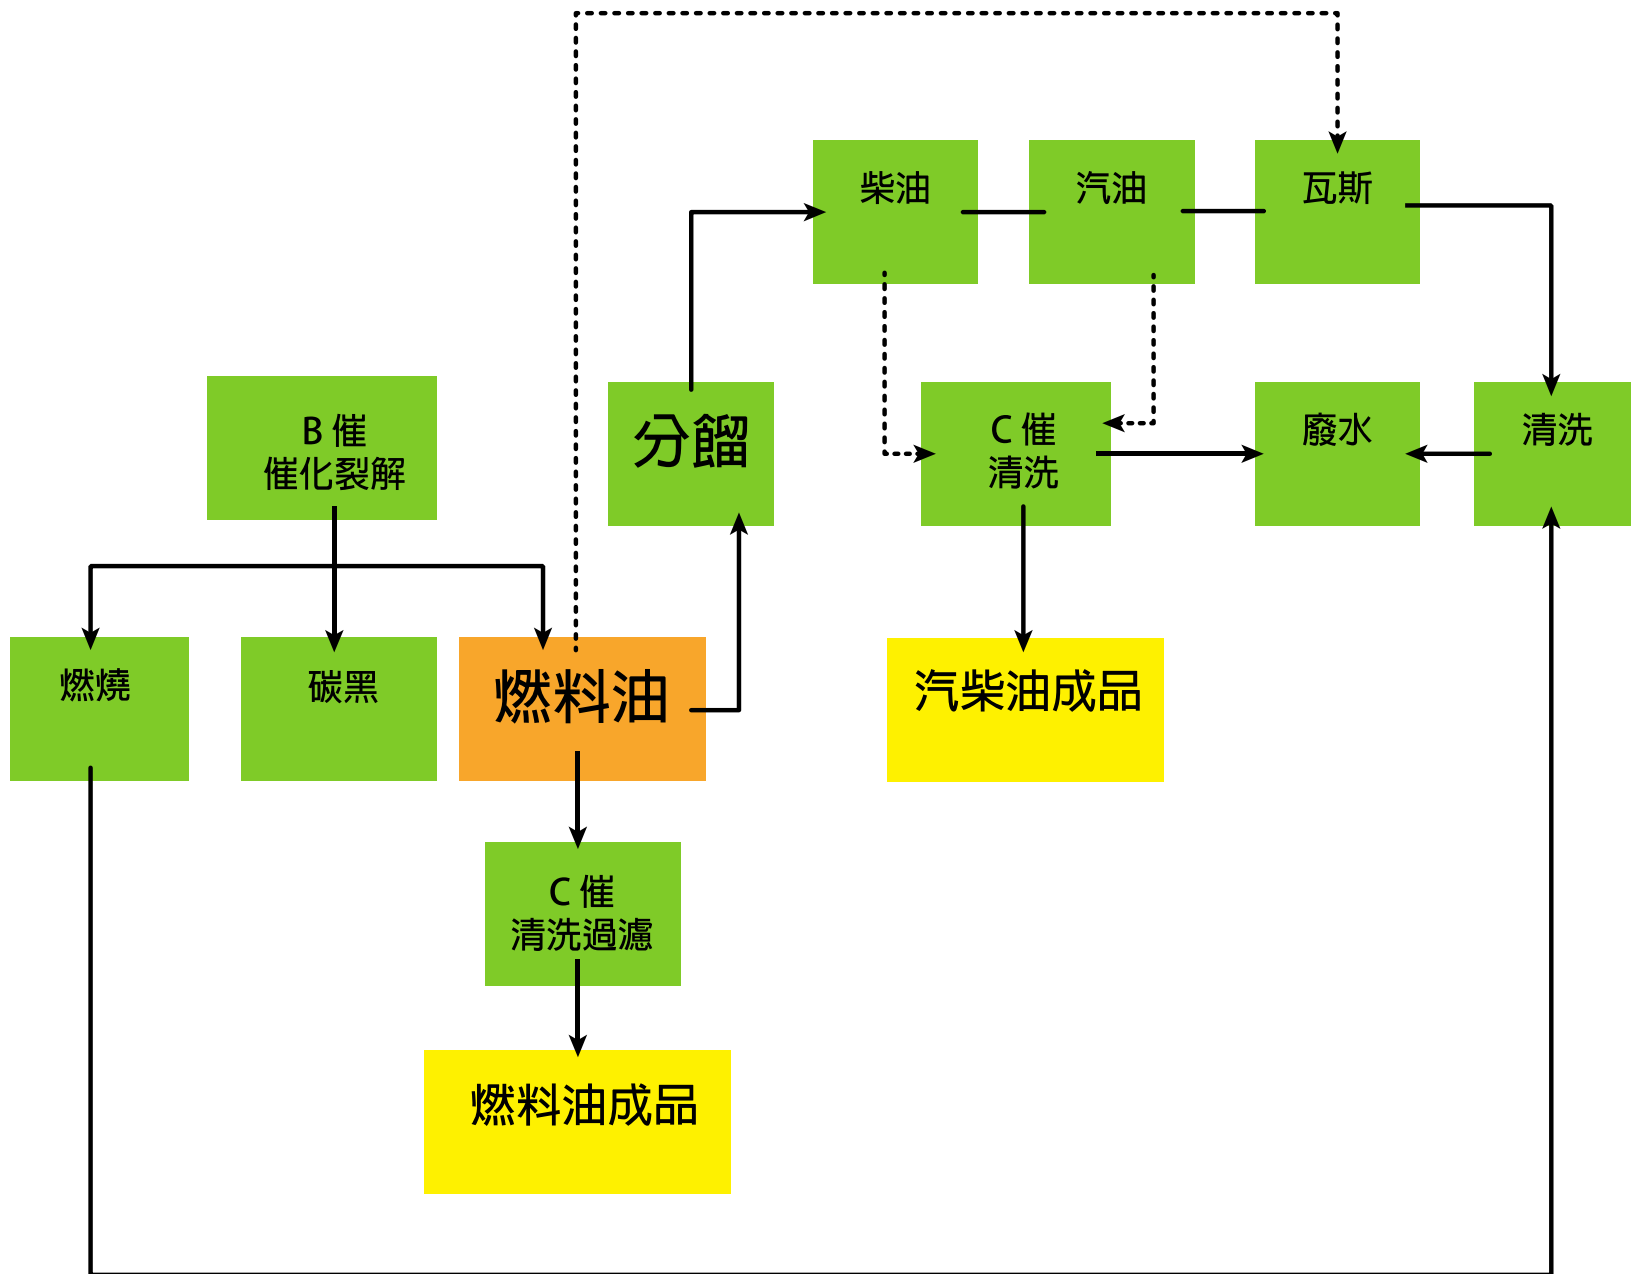 柴油
汽油
瓦斯
B 催
催化裂解
分餾
C 催
清洗
廢水
清洗
燃燒
碳黑
燃料油
汽柴油成品
C 催
清洗過濾
燃料油成品